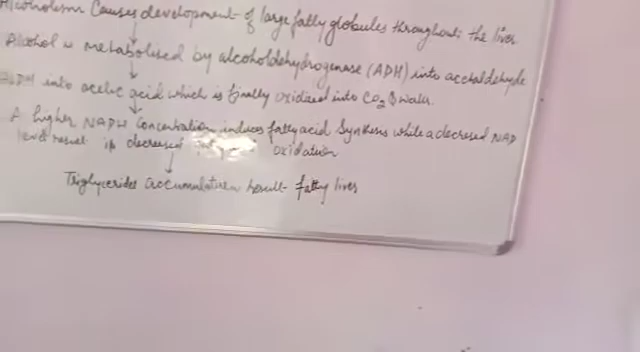 Alcoholism Causes development of large fatty globules throughout the liver
Alcohol is metabolised by alcoholdehydrogenase (ADH) into acetaldehyde
ALDH into acetic acid which is finally oxidised into CO2 & water.
A higher NADH concentration induces fatty acid Synthesis while a decreased NAD
level result in decreased oxidation
Triglycerides accumulation result fatty liver